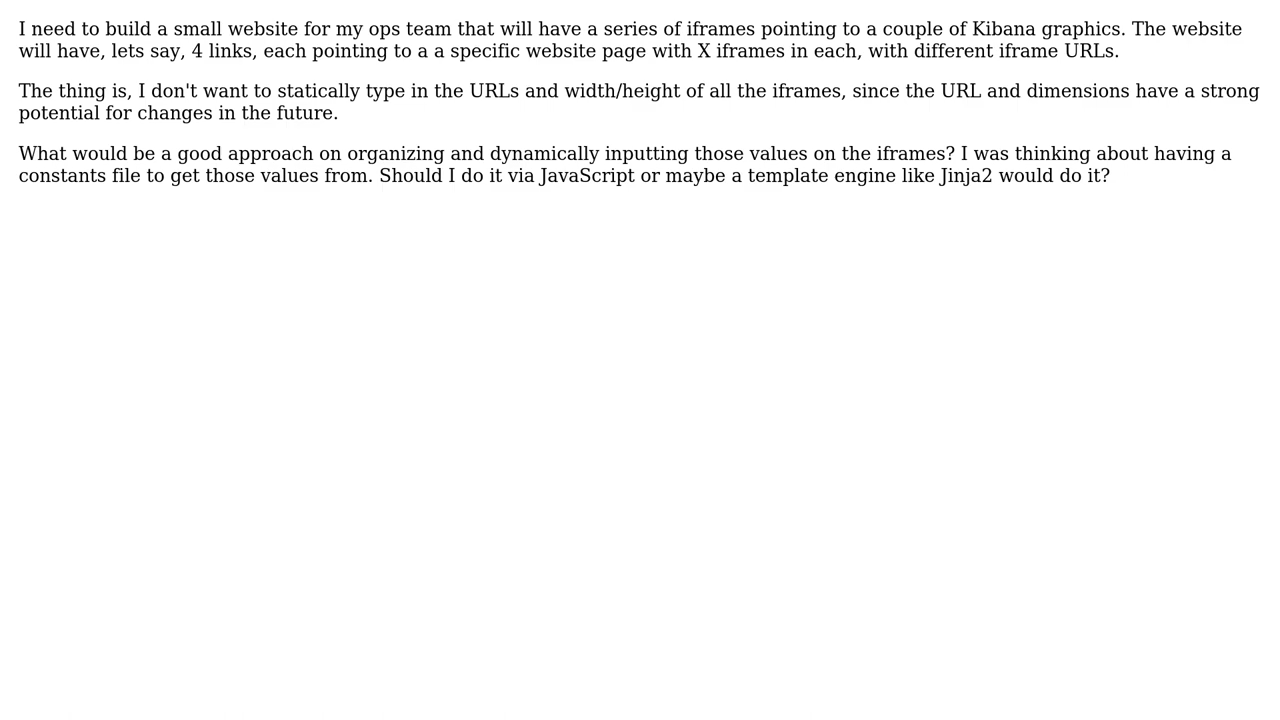 I need to build a small website for my ops team that will have a series of iframes pointing to a couple of Kibana graphics. The website
will have, lets say, 4 links, each pointing to a a specific website page with X iframes in each, with different iframe URLs.
The thing is, I don't want to statically type in the URLs and width/height of all the iframes, since the URL and dimensions have a strong
potential for changes in the future.
What would be a good approach on organizing and dynamically inputting those values on the iframes? I was thinking about having a
constants file to get those values from. Should I do it via JavaScript or maybe a template engine like Jinja2 would do it?